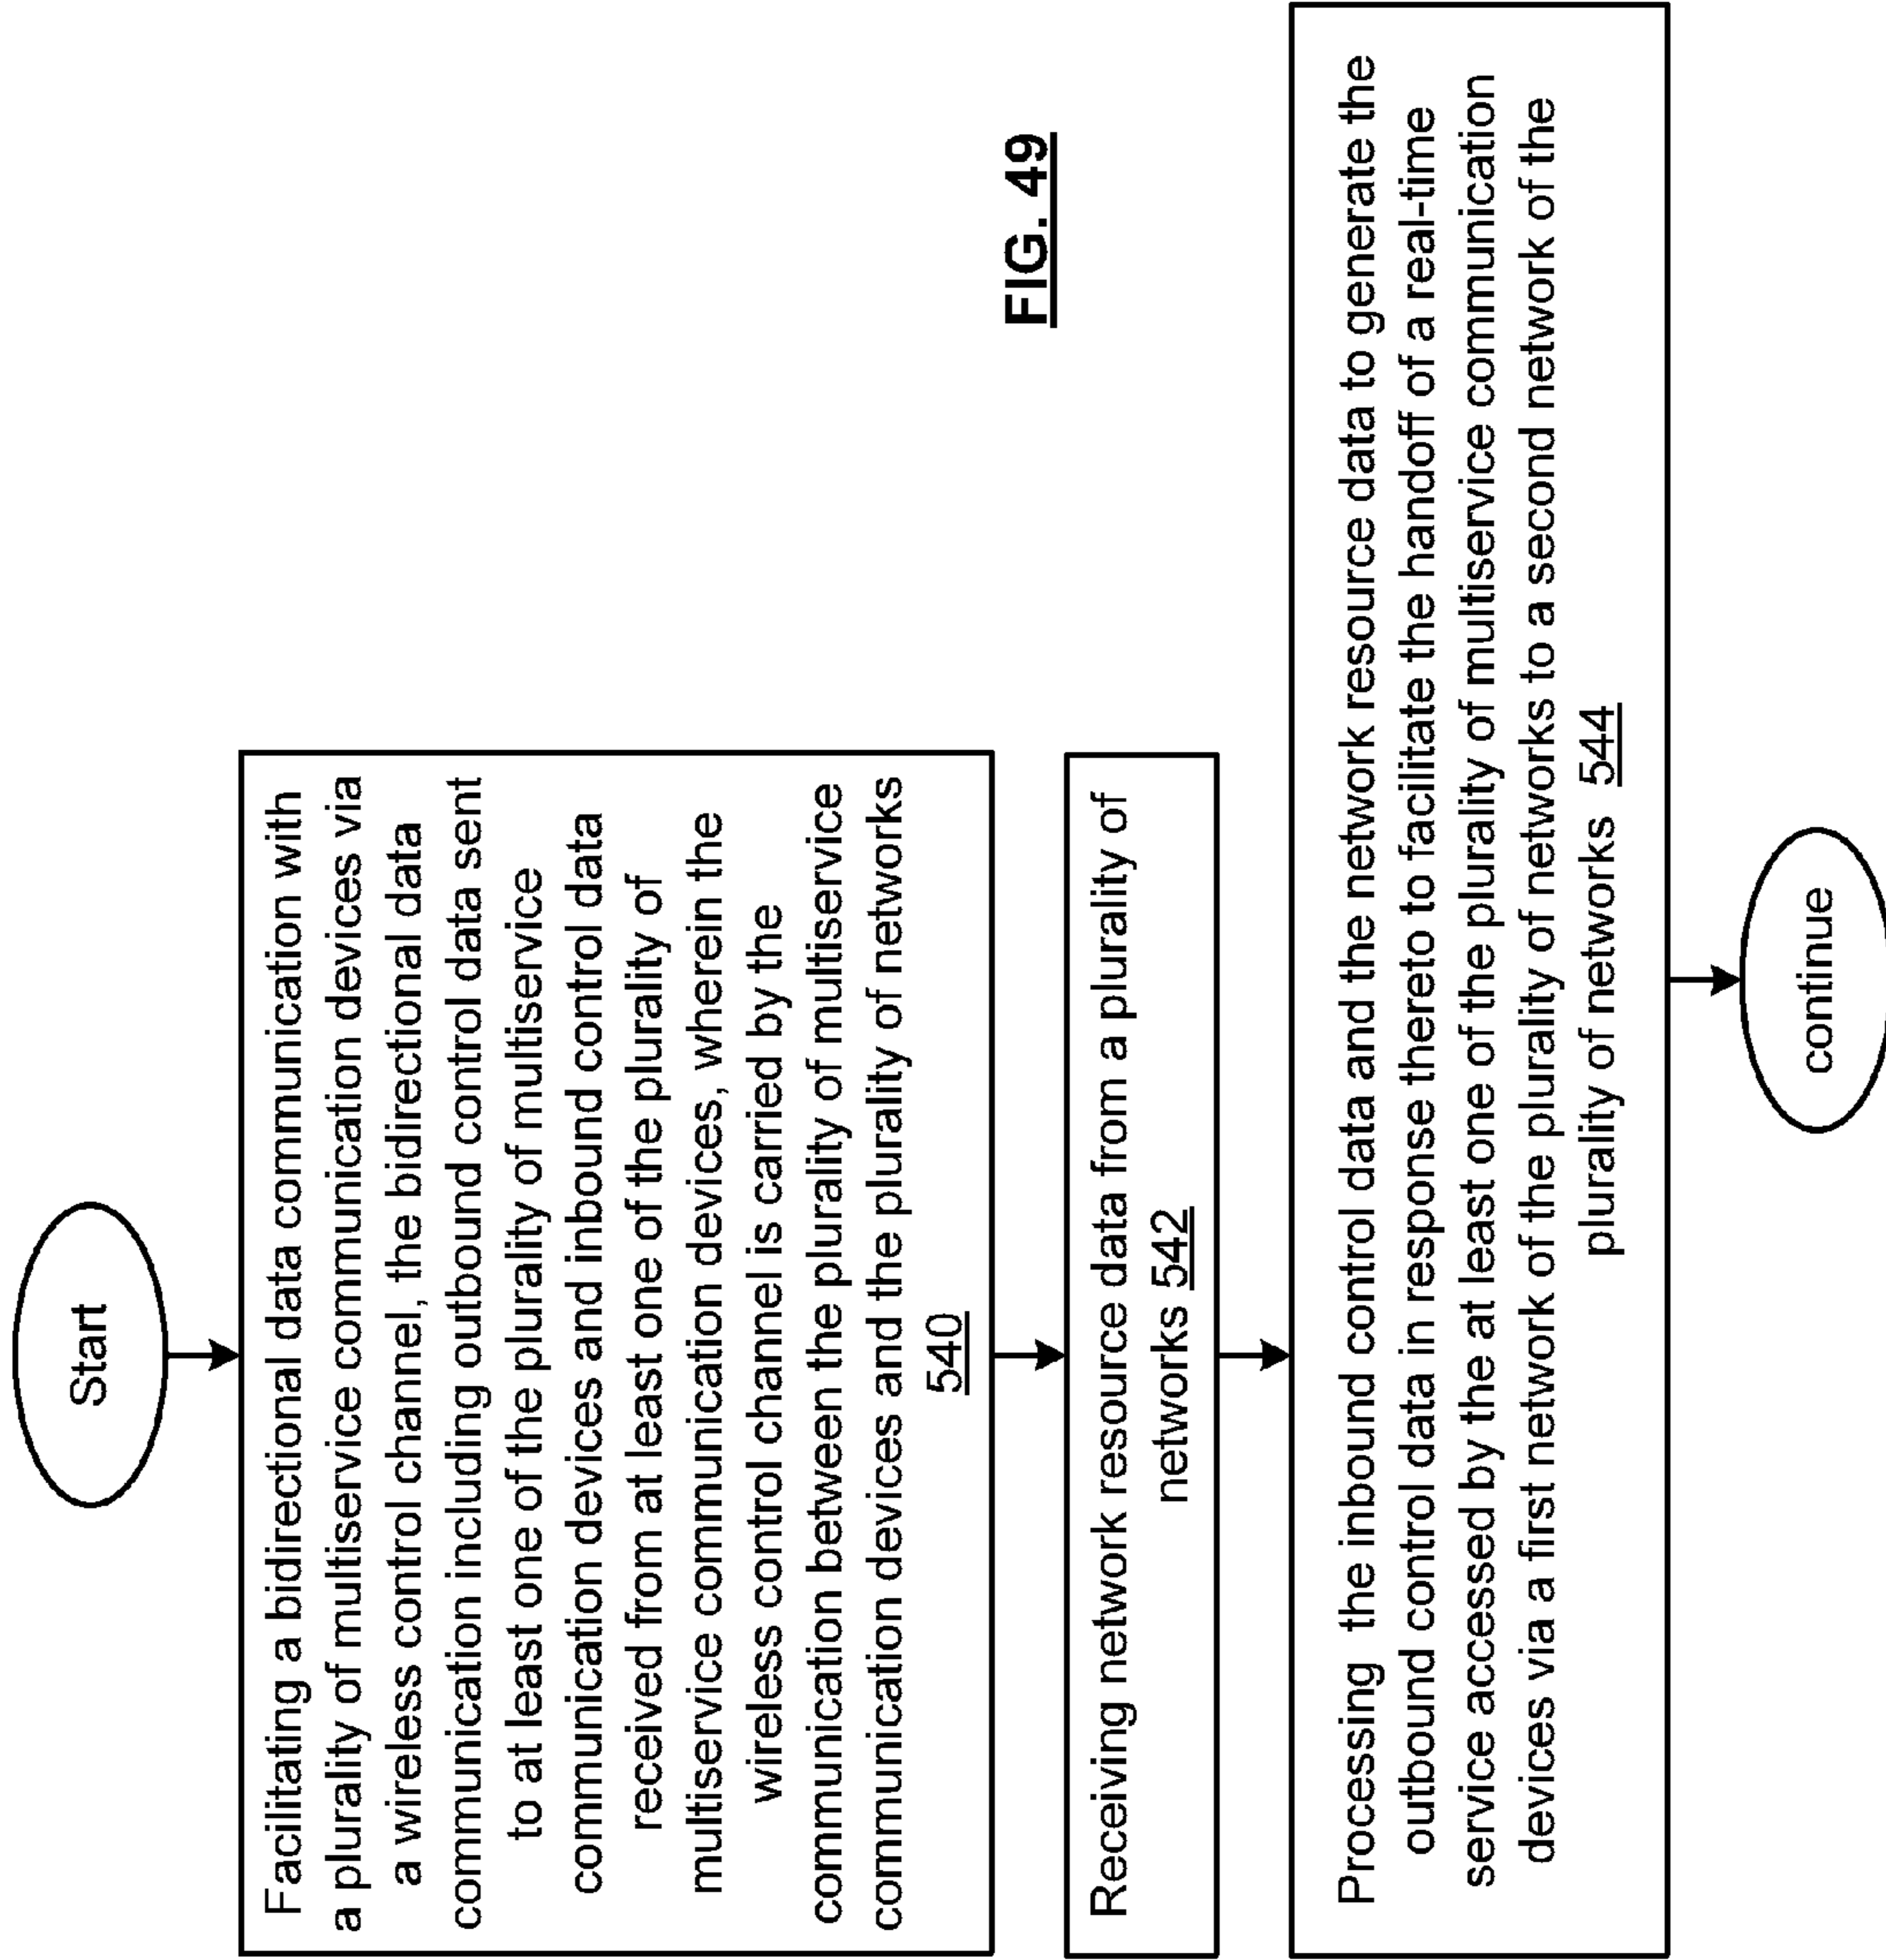 Start
Facilitating a bidirectional data communication with
a plurality of multiservice communication devices via
a wireless control channel, the bidirectional data
communication including outbound control data sent
to at least one of the plurality of multiservice
communication devices and inbound control data
received from at least one of the plurality of
multiservice communication devices, wherein the
wireless control channel is carried by the
communication between the plurality of multiservice
communication devices and the plurality of networks
540
Receiving network resource data from a plurality of
networks 542
FIG. 49
Processing the inbound control data and the network resource data to generate the
outbound control data in response thereto to facilitate the handoff of a real-time
service accessed by the at least one of the plurality of multiservice communication
devices via a first network of the plurality of networks to a second network of the
plurality of networks 544
continue